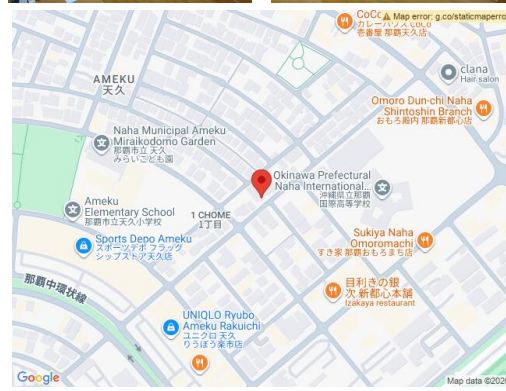 CoCo
カレーハウス CoCo
壱番屋 那覇天久店
Map error: g.co/staticmaperro
clana
Hair salon
AMEKU
天久
Omoro Dun-chi Naha
Shintoshin Branch
おもろ殿内 那覇新都心店
Naha Municipal Ameku
Miraikodomo Garden
那覇市立 天久
みらいこども園
Okinawa Prefectural
Naha International...
沖縄県立那覇
国際高等学校
Ameku
Elementary School
那覇市立天久小学校
1 CHOME
1丁目
Sports Depo Ameku
スポーツデポ フラッグ
シップストア天久店
Sukiya Naha
Omoromachi
すき家 那覇おもろまち店
那覇中環状線
目利きの銀
次 新都心本舗
Izakaya restaurant
UNIQLO Ryubo
Ameku Rakuichi
ユニクロ 天久
りうぼう楽市店
Google
Map data ©2025